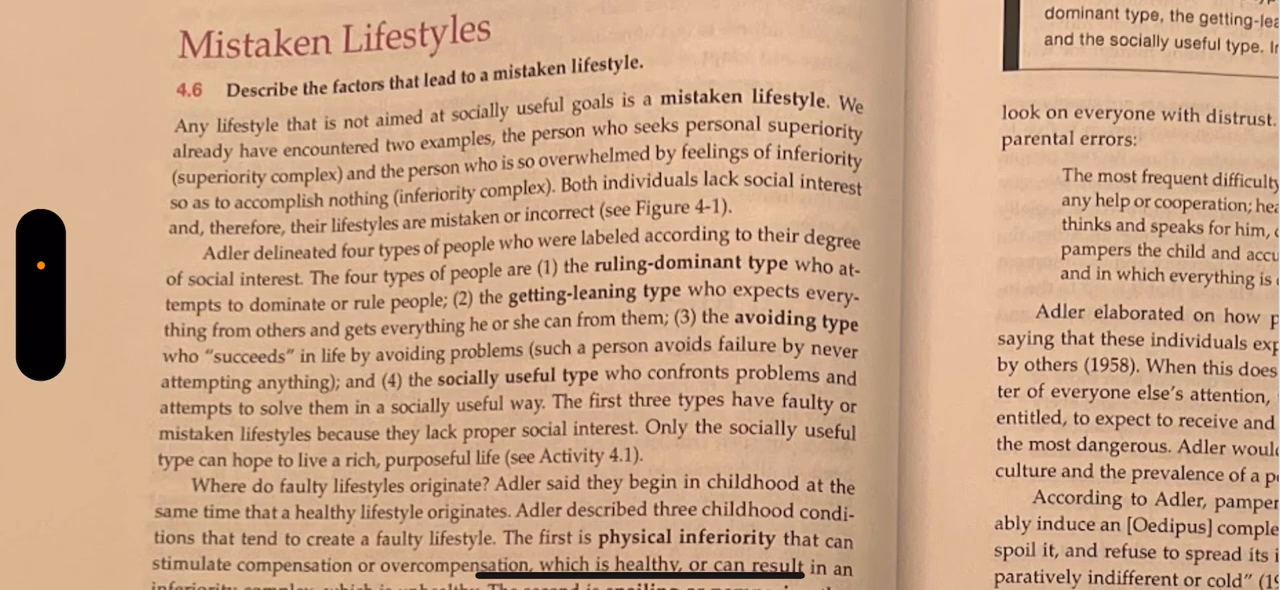 Mistaken Lifestyles
4.6 Describe the factors that lead to a mistaken lifestyle.
Any lifestyle that is not aimed at socially useful goals is a mistaken lifestyle. We
already have encountered two examples, the person who seeks personal superiority
(superiority complex) and the person who is so overwhelmed by feelings of inferiority
so as to accomplish nothing (inferiority complex). Both individuals lack social interest
and, therefore, their lifestyles are mistaken or incorrect (see Figure 4-1).
Adler delineated four types of people who were labeled according to their degree
of social interest. The four types of people are (1) the ruling-dominant type who at-
tempts to dominate or rule people; (2) the getting-leaning type who expects every-
thing from others and gets everything he or she can from them; (3) the avoiding type
who "succeeds" in life by avoiding problems (such a person avoids failure by never
attempting anything); and (4) the socially useful type who confronts problems and
attempts to solve them in a socially useful way. The first three types have faulty or
mistaken lifestyles because they lack proper social interest. Only the socially useful
type can hope to live a rich, purposeful life (see Activity 4.1).
Where do faulty lifestyles originate? Adler said they begin in childhood at the
same time that a healthy lifestyle originates. Adler described three childhood condi-
tions that tend to create a faulty lifestyle. The first is physical inferiority that can
stimulate compensation or overcompensation, which is healthy, or can result in an
dominant type, the getting-lea
and the socially useful type. I
look on everyone with distrust.
parental errors:
The most frequent difficulty
any help or cooperation; hea
thinks and speaks for him,
pampers the child and accu
and in which everything is
Adler elaborated on how p
saying that these individuals exp
by others (1958). When this does
ter of everyone else's attention,
entitled, to expect to receive and
the most dangerous. Adler woul
culture and the prevalence of a p
According to Adler, pamper
ably induce an [Oedipus] comple
spoil it, and refuse to spread its i
paratively indifferent or cold" (19